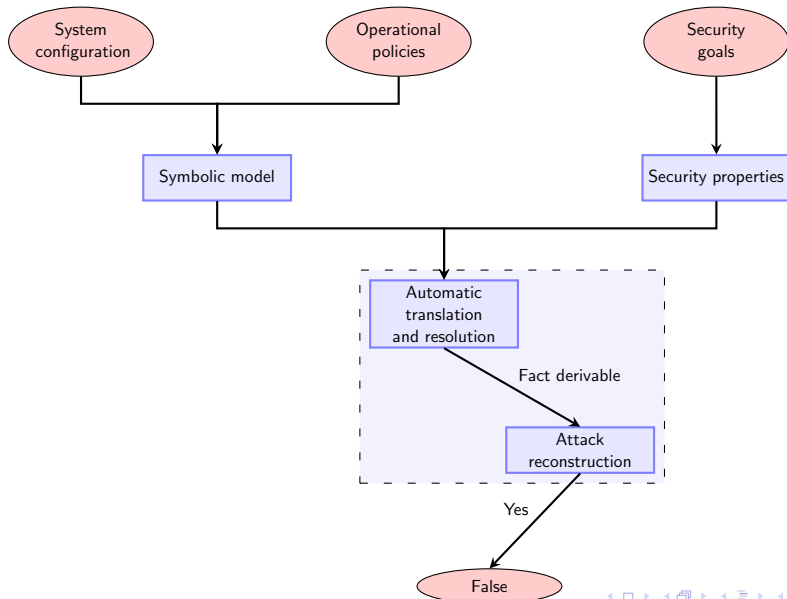 System
configuration
Operational
policies
Security
goals
Symbolic model
Security properties
Automatic
translation
and resolution
Fact derivable
Attack
reconstruction
Yes
False